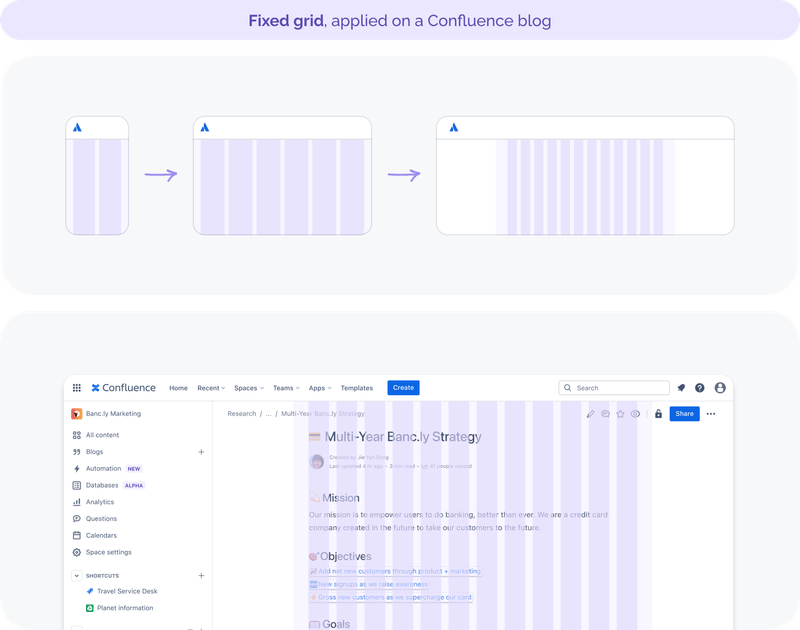 Fixed grid, applied on a Confluence blog
Confluence Home Recent Spaces Teams Apps Templates Create Search
Banc.ly Marketing
Research / ... / Multi-Year Banc.ly Strategy Share
All content
Blogs
Automation NEW
Databases ALPHA
Analytics
Questions
Calendars
Space settings
SHORTCUTS
Travel Service Desk
Planet information
Multi-Year Banc.ly Strategy
Created by
Last updated 4 hr ago • 3 min read • 41 people viewed
Mission
Our mission is to empower users to do banking, better than ever. We are a credit card
company created in the future to take our customers to the future.
Objectives
Add net new customers through product + marketing
New signups as we raise awareness
Gross new customers as we supercharge our card
Goals